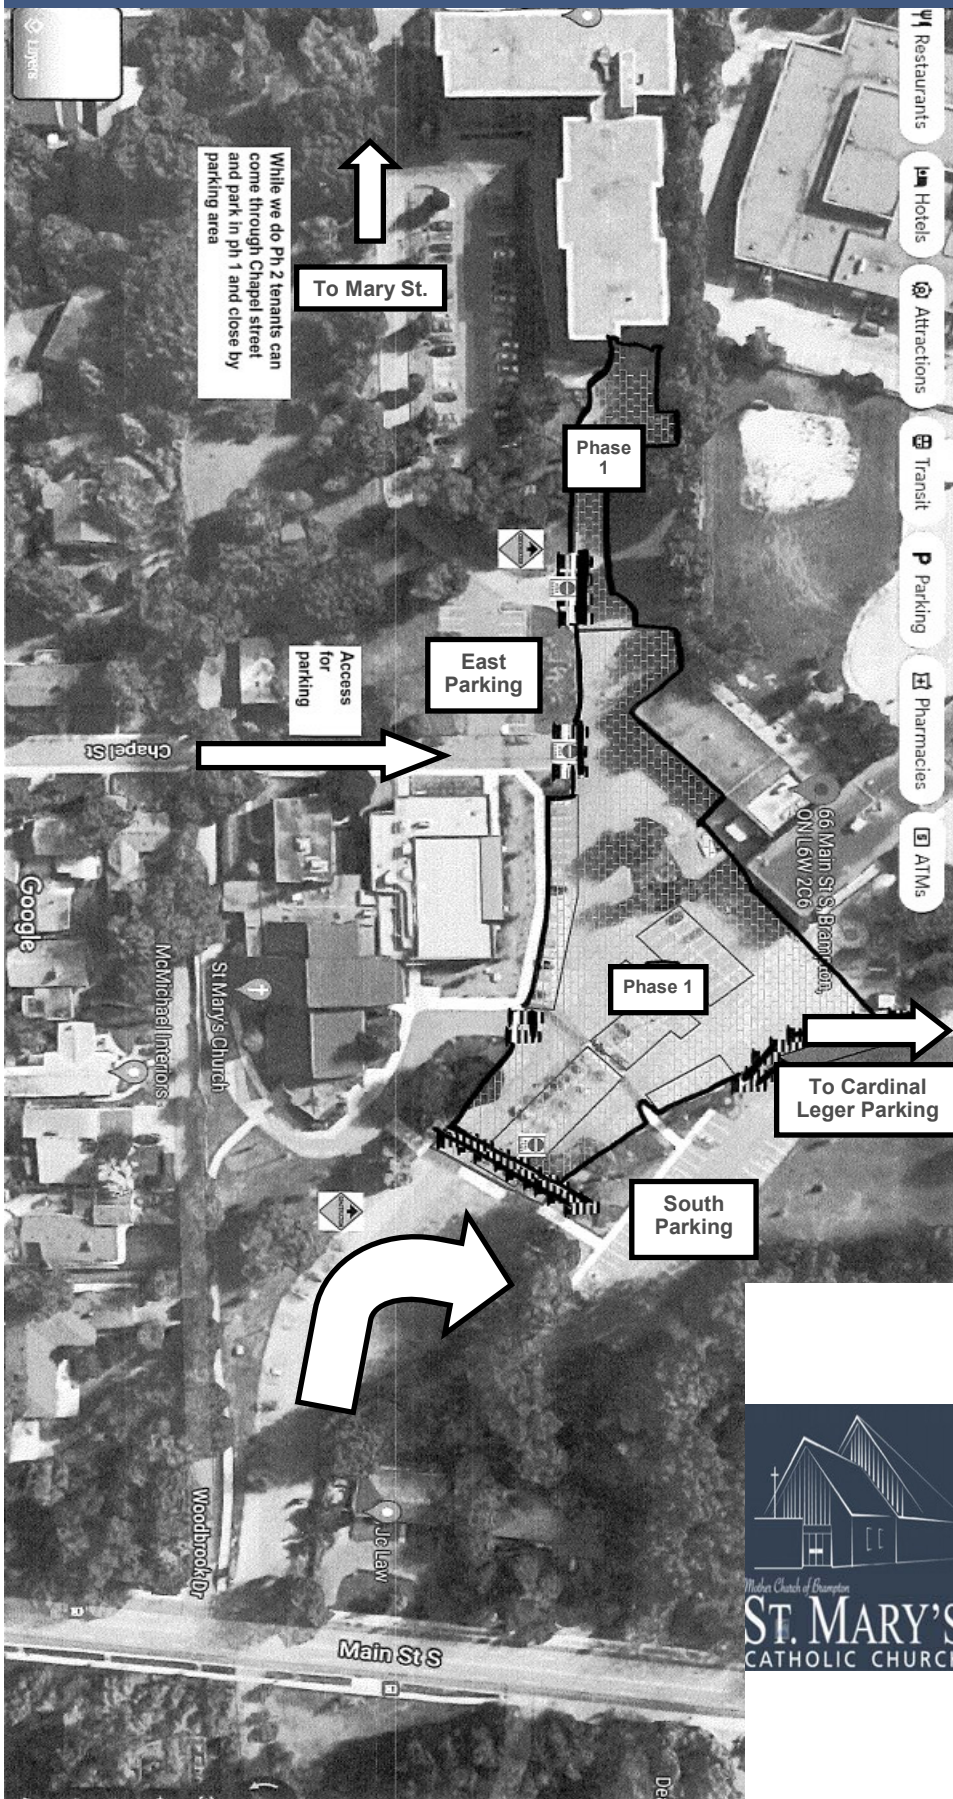 Restaurants
Hotels
Attractions
Transit
P Parking
Pharmacies
ATMs
Layers
While we do Ph 2 tenants can
come through Chapel street
and park in ph 1 and close by
parking area
To Mary St.
Phase
1
East
Parking
Access
for
parking
Chapel St
66 Main St S, Brampton,
ON L6W 2C6
Phase 1
To Cardinal
Leger Parking
South
Parking
Google
McMichael Interiors
St Mary's Church
Jc Law
Woodbrook Dr
Main St S
De
Mother Church of Brampton
ST. MARY'S
CATHOLIC CHURCH